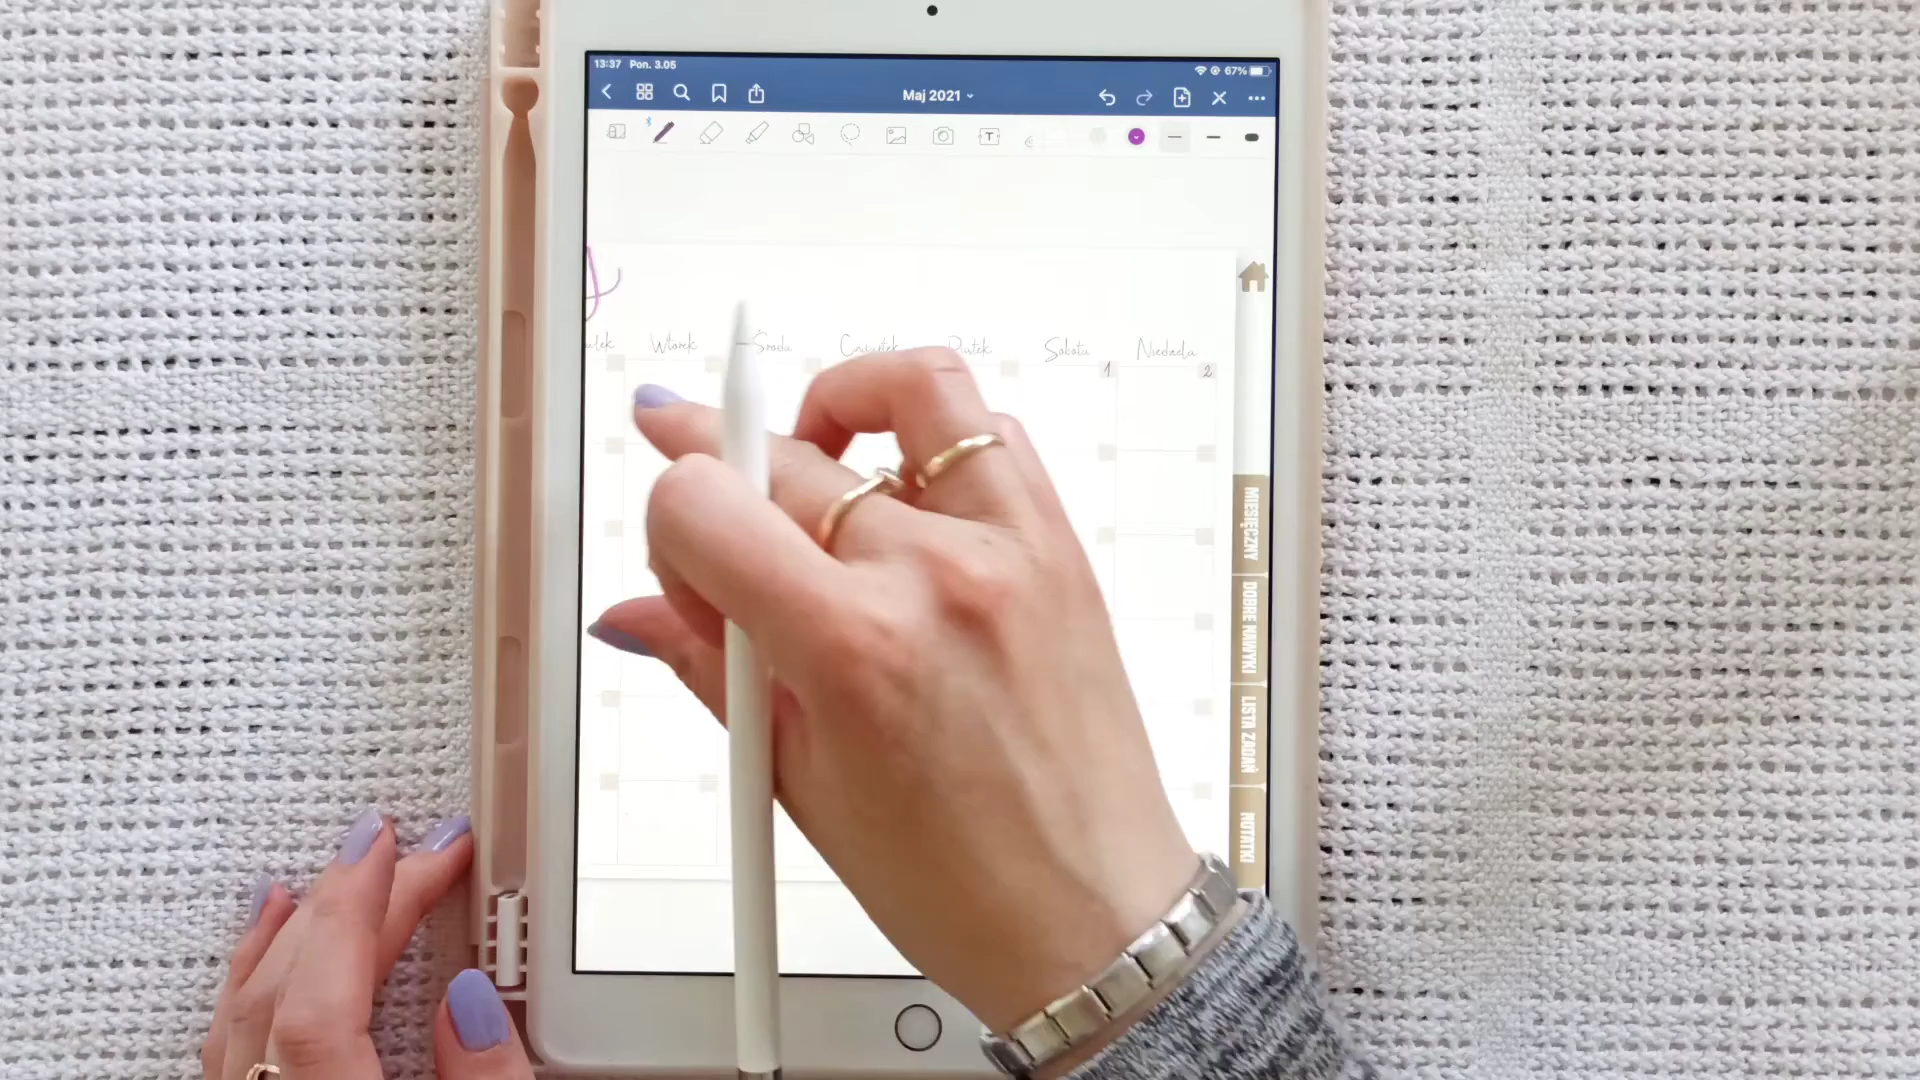 13:37 Pon. 3.05 67%
Maj 2021
T
Wtorek Środa Czwartek Piątek Sobota Niedziela
1 2
MIESIĘCZNY
DOBRE NAWYKI
LISTA ZADAŃ
NOTATKI